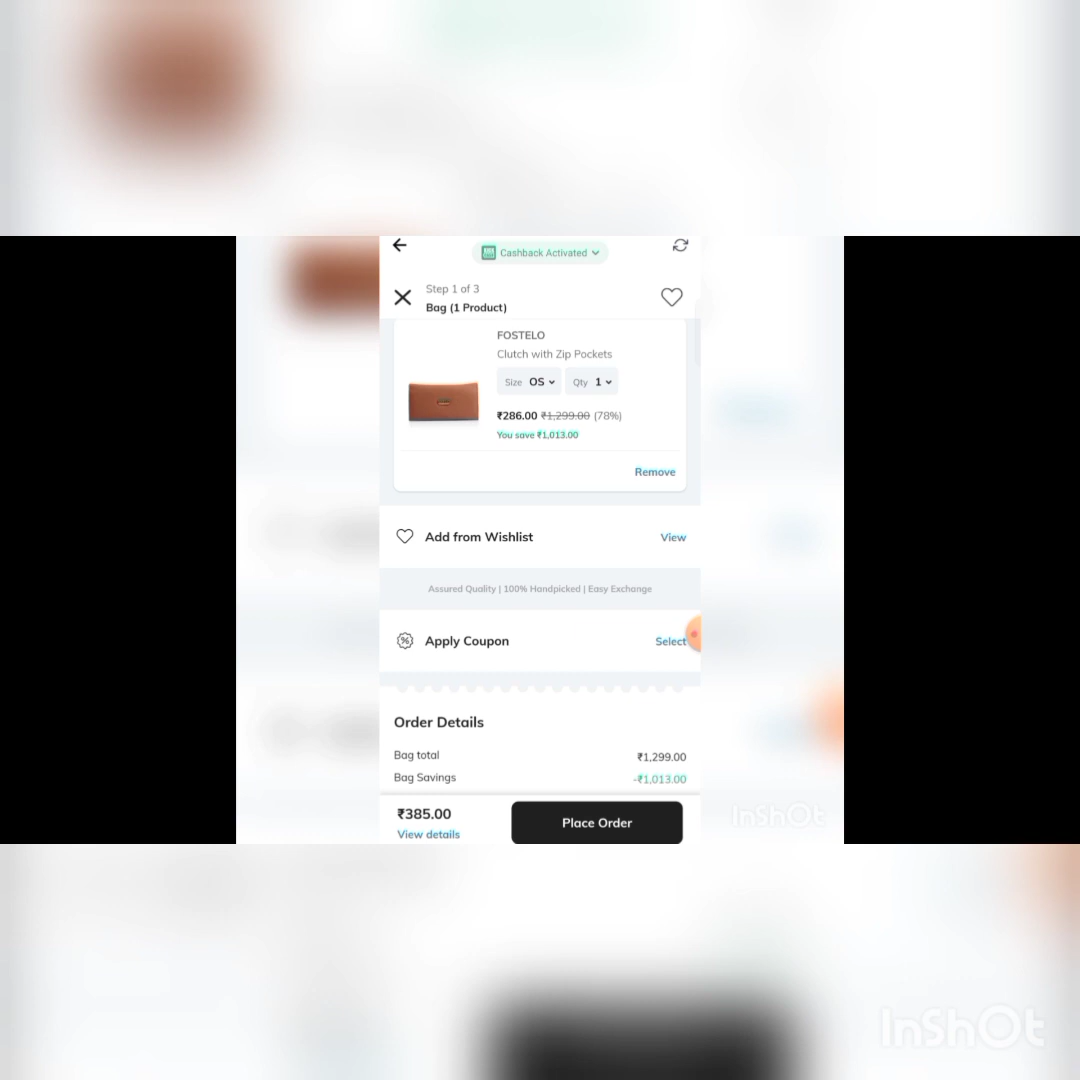 Cashback Activated
Step 1 of 3
Bag (1 Product)
FOSTELO
Clutch with Zip Pockets
Size OS Qty 1
₹286.00 ₹1,299.00 (78%)
You save ₹1,013.00
Remove
Add from Wishlist View
Assured Quality | 100% Handpicked | Easy Exchange
Apply Coupon Select
Order Details
Bag total ₹1,299.00
Bag Savings -₹1,013.00
₹385.00
View details
Place Order
InShOt
InShOt